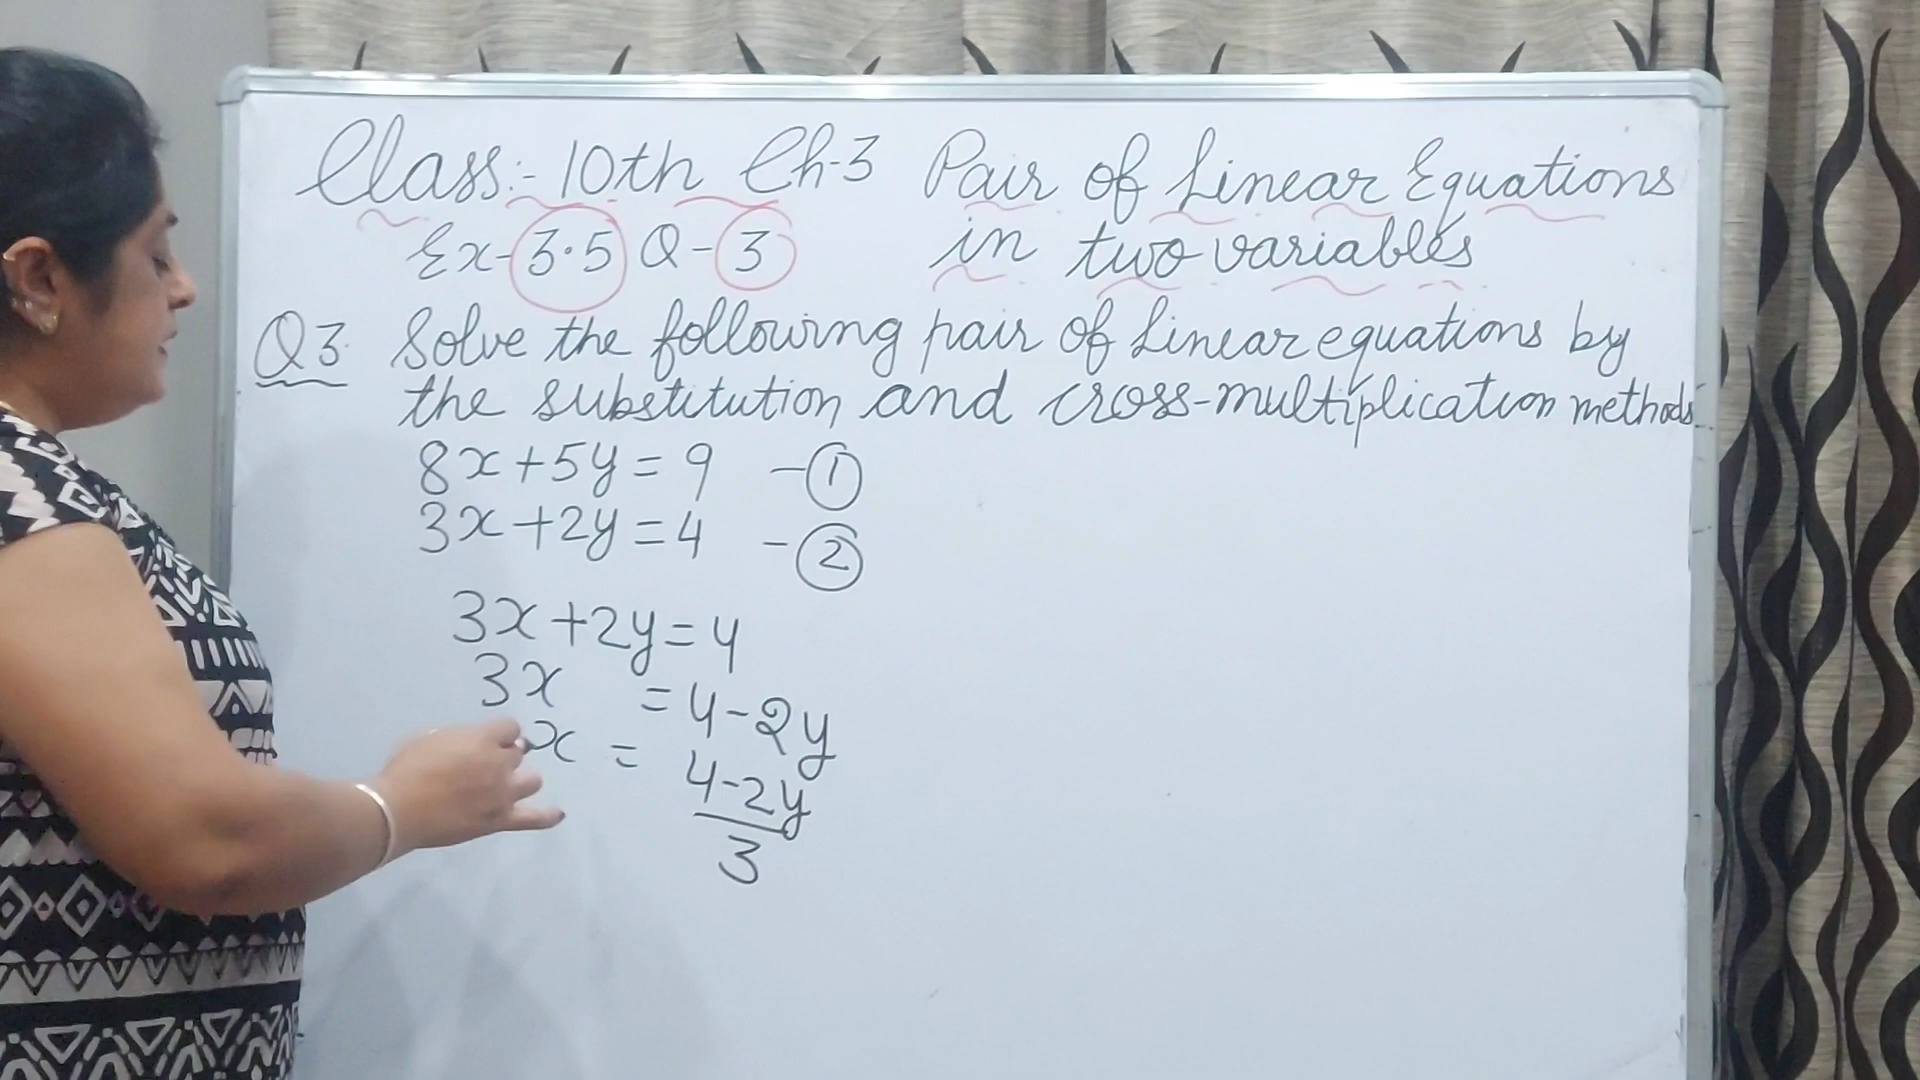 Class:- 10th Ch-3 Pair of Linear Equations
Ex-3.5 Q-3 in two variables
Q3. Solve the following pair of linear equations by
the substitution and cross-multiplication methods
8x+5y=9 -①
3x+2y=4 -②
3x+2y=4
3x =4-2y
x = 4-2y
3